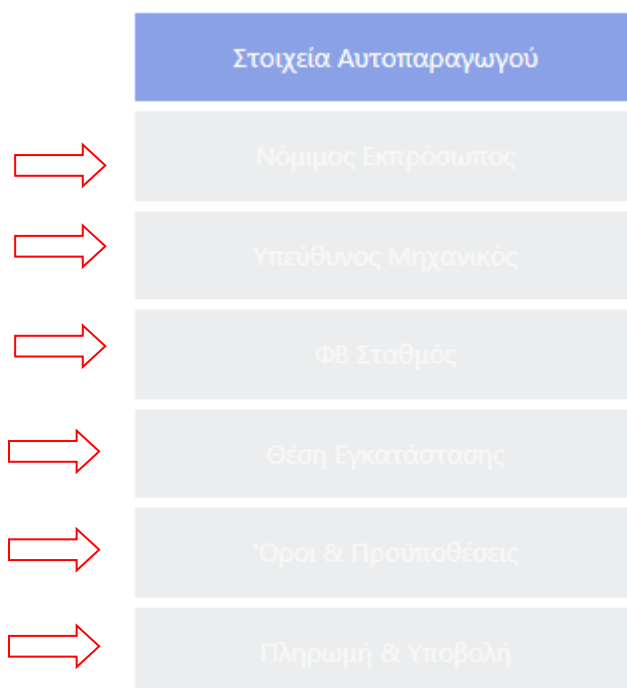 Στοιχεία Αυτοπαραγωγού
Νόμιμος Εκπρόσωπος
Υπεύθυνος Μηχανικός
ΦΒ Σταθμός
Θέση Εγκατάστασης
Όροι & Προϋποθέσεις
Πληρωμή & Υποβολή